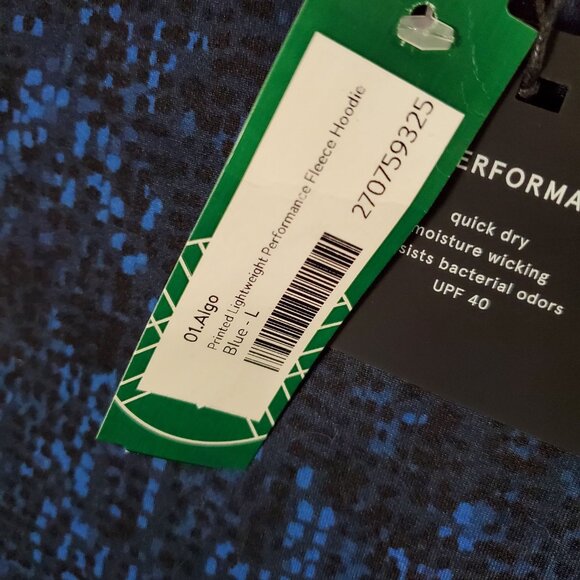 01.Algo
Printed Lightweight Performance Fleece Hoodie
Blue - L
270759325
ERFORMA
quick dry
moisture wicking
sists bacterial odors
UPF 40